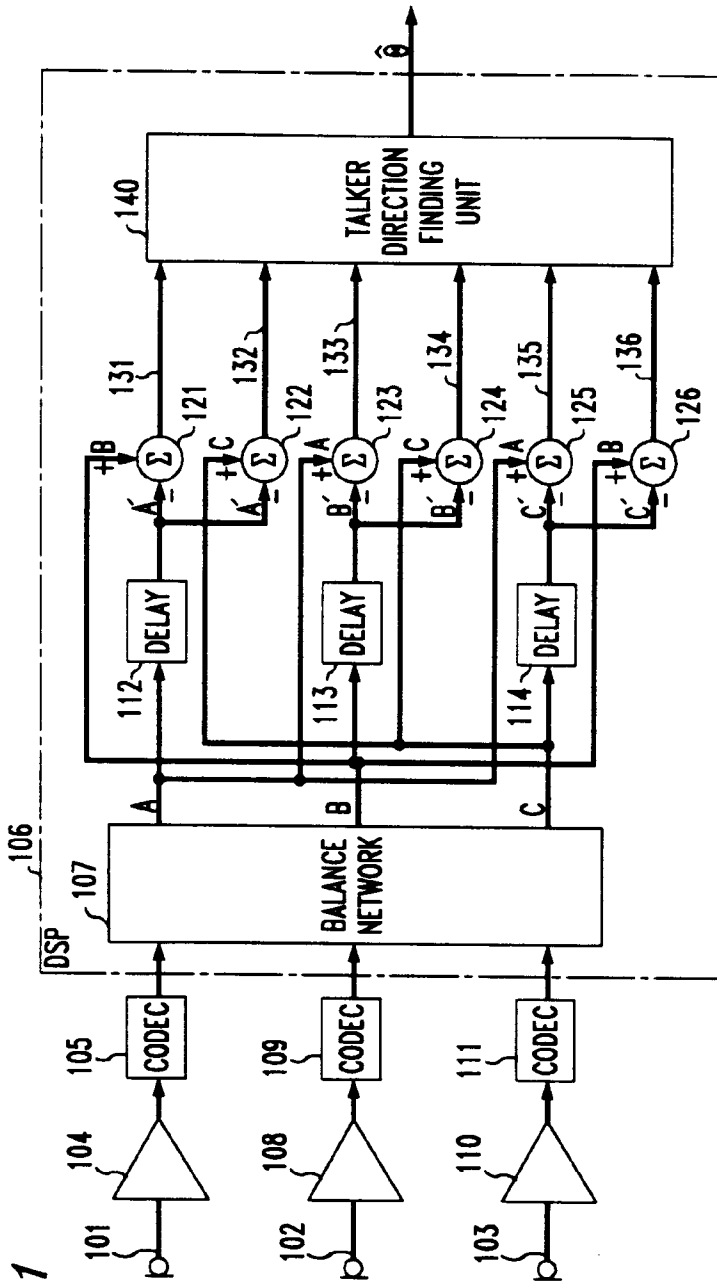 1
106
DSP
101
104
105
CODEC
102
108
109
CODEC
103
110
111
CODEC
107
BALANCE
NETWORK
A
B
C
112
DELAY
113
DELAY
114
DELAY
+ B
A′ − Σ 121
+ C
A′ − Σ 122
+ A
B′ − Σ 123
+ C
B′ − Σ 124
+ A
C′ − Σ 125
+ B
C′ − Σ 126
131
132
133
134
135
136
140
TALKER
DIRECTION
FINDING
UNIT
Θ̂